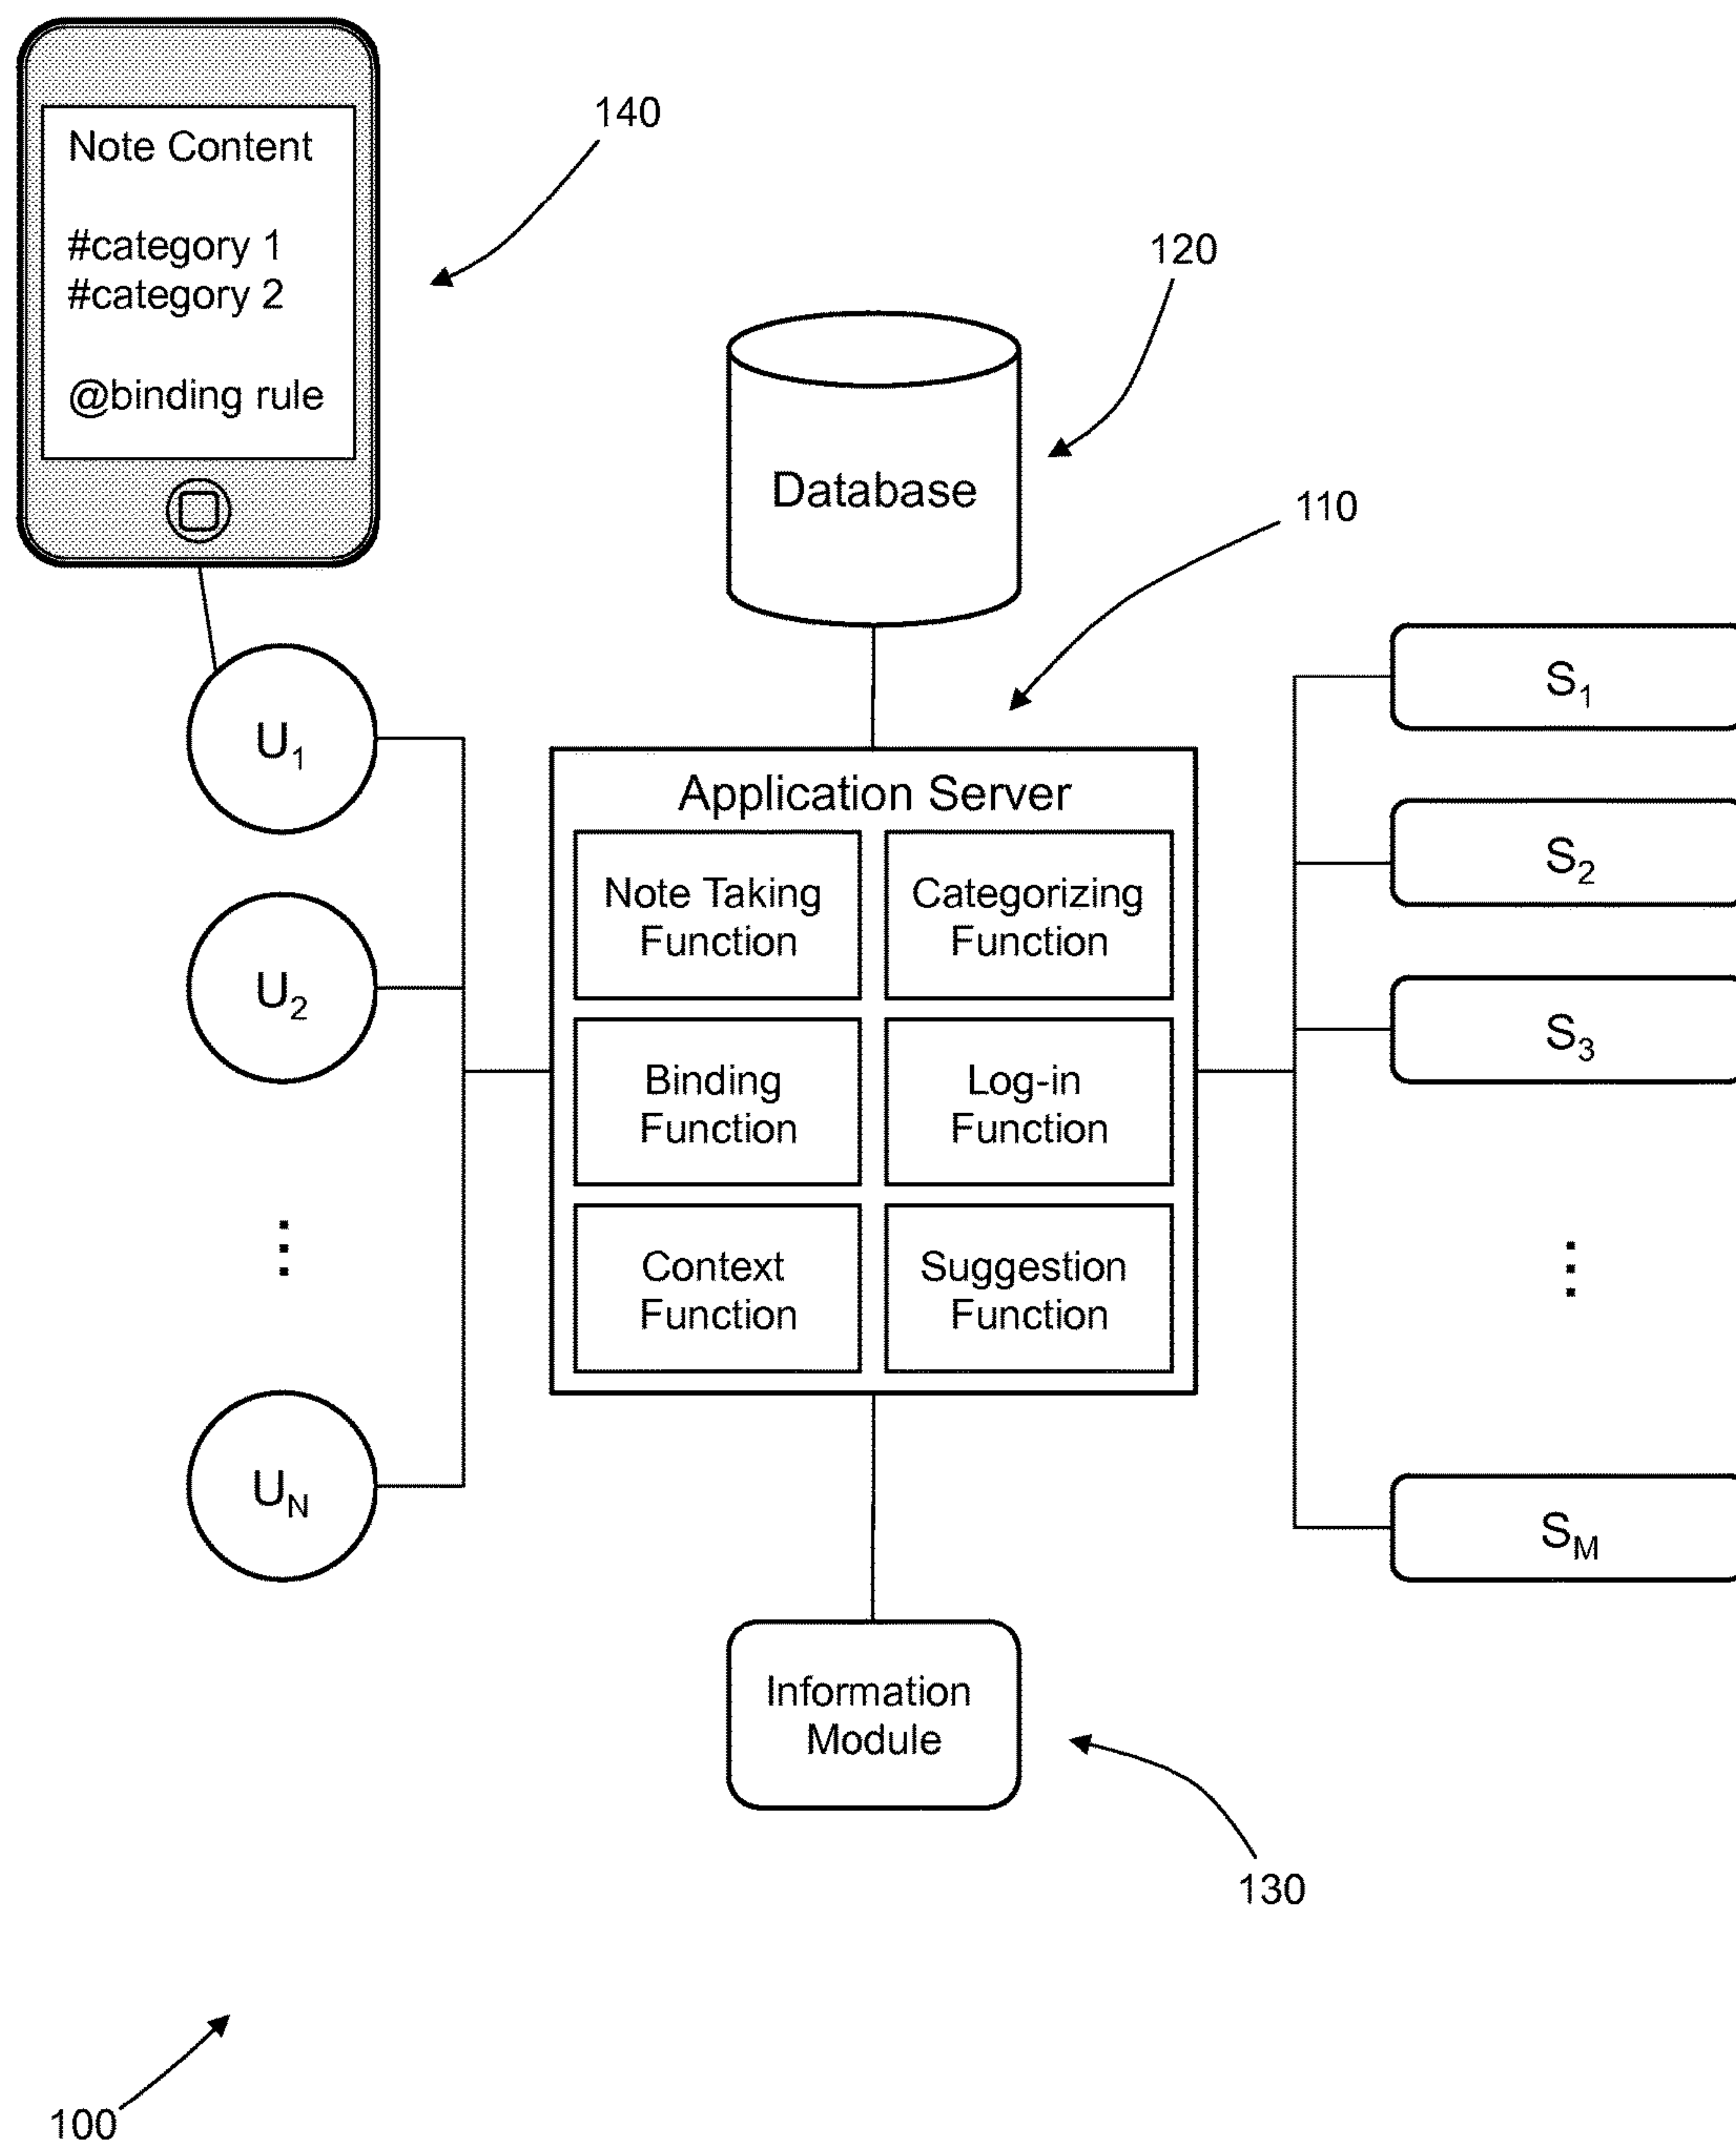 140
Note Content
#category 1
#category 2
@binding rule
120
Database
110
U1
U2
UN
Application Server
Note Taking
Function
Categorizing
Function
Binding
Function
Log-in
Function
Context
Function
Suggestion
Function
S1
S2
S3
SM
Information
Module
130
100